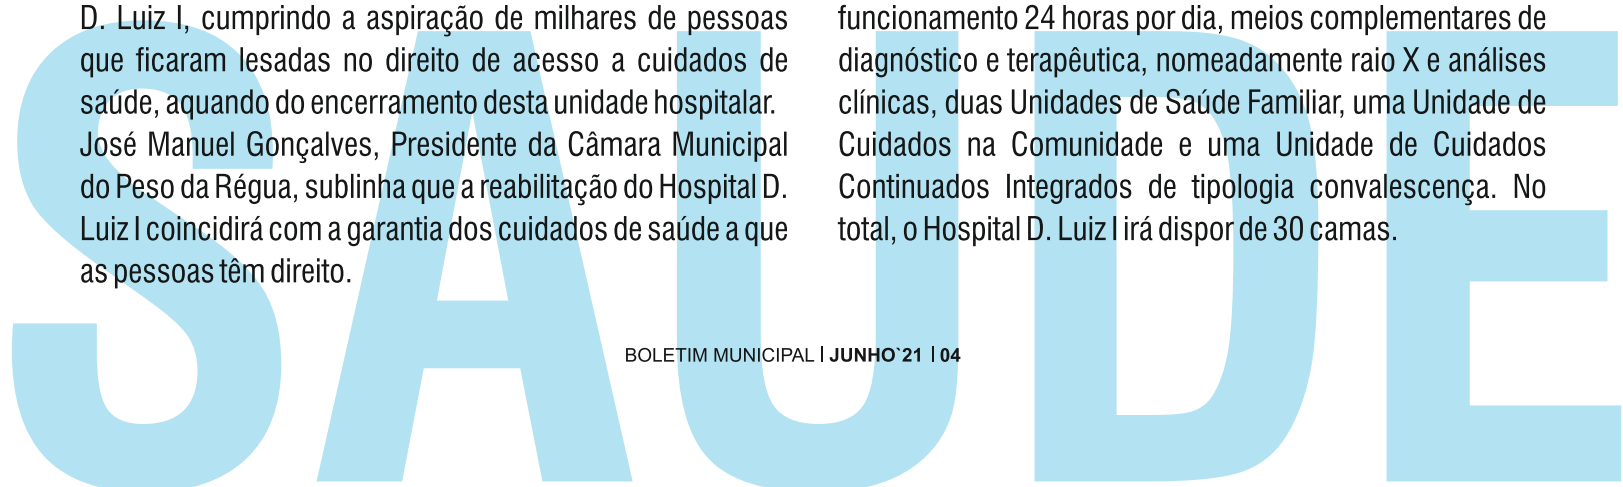 D. Luiz I, cumprindo a aspiração de milhares de pessoas
que ficaram lesadas no direito de acesso a cuidados de
saúde, aquando do encerramento desta unidade hospitalar.
José Manuel Gonçalves, Presidente da Câmara Municipal
do Peso da Régua, sublinha que a reabilitação do Hospital D.
Luiz I coincidirá com a garantia dos cuidados de saúde a que
as pessoas têm direito.
funcionamento 24 horas por dia, meios complementares de
diagnóstico e terapêutica, nomeadamente raio X e análises
clínicas, duas Unidades de Saúde Familiar, uma Unidade de
Cuidados na Comunidade e uma Unidade de Cuidados
Continuados Integrados de tipologia convalescença. No
total, o Hospital D. Luiz I irá dispor de 30 camas.
SAUDE
BOLETIM MUNICIPAL | JUNHO`21 | 04